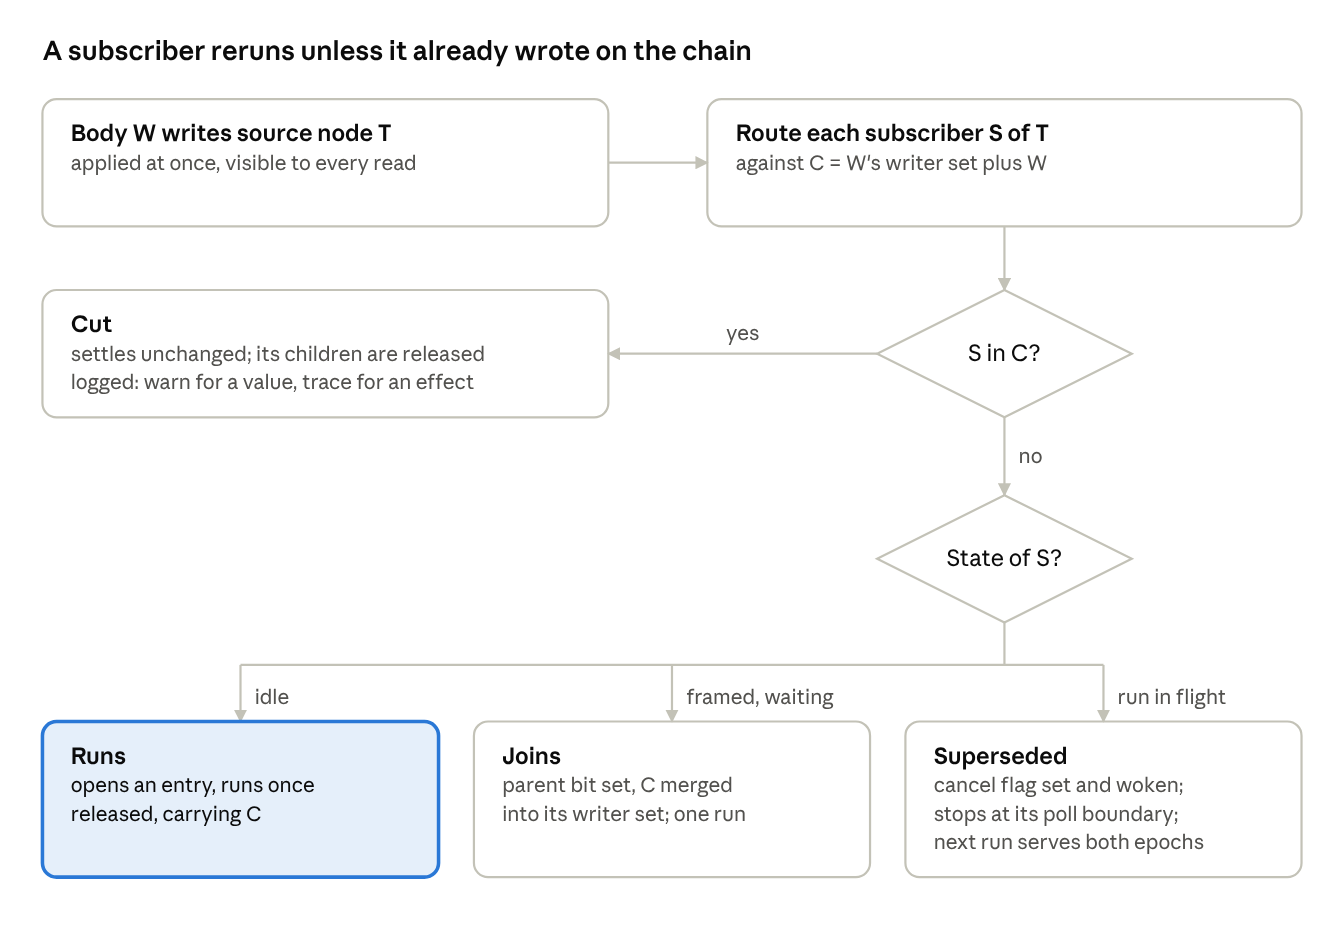 A subscriber reruns unless it already wrote on the chain
Body W writes source node T
applied at once, visible to every read
Route each subscriber S of T
against C = W's writer set plus W
Cut
settles unchanged; its children are released
logged: warn for a value, trace for an effect
yes
S in C?
no
State of S?
idle
framed, waiting
run in flight
Runs
opens an entry, runs once
released, carrying C
Joins
parent bit set, C merged
into its writer set; one run
Superseded
cancel flag set and woken;
stops at its poll boundary;
next run serves both epochs